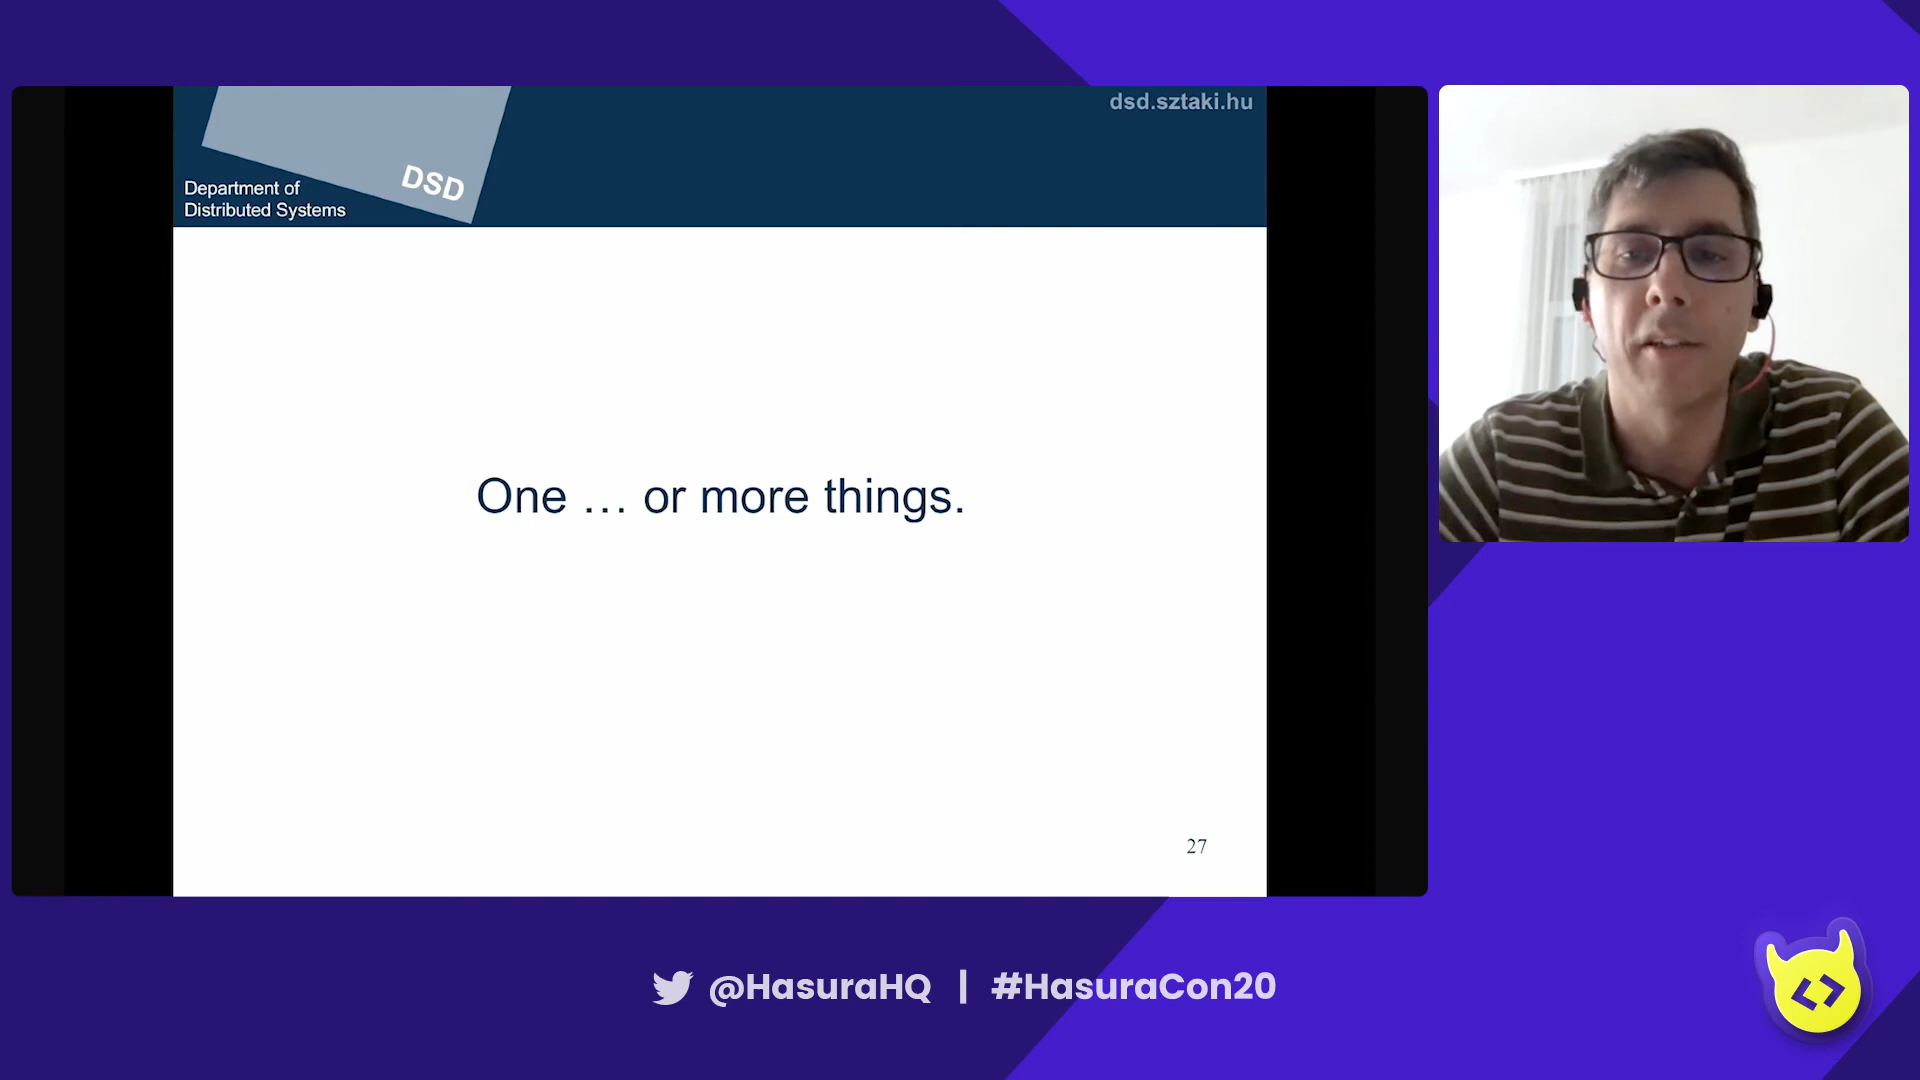 dsd.sztaki.hu
DSD
Department of
Distributed Systems
One … or more things.
27
@HasuraHQ | #HasuraCon20